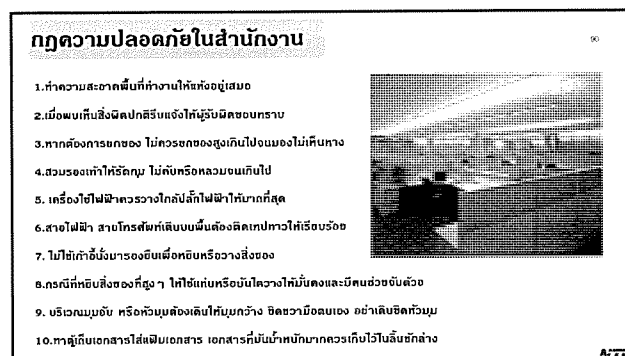 กฎความปลอดภัยในสำนักงาน
90
1.ทำความสะอาดพื้นที่ทำงานให้แห้งอยู่เสมอ
2.เมื่อพบเห็นสิ่งผิดปกติรีบแจ้งให้ผู้รับผิดชอบทราบ
3.หากต้องการยกของ ไม่ควรยกของสูงเกินไปจนมองไม่เห็นทาง
4.สวมรองเท้าให้รัดกุม ไม่คับหรือหลวมจนเกินไป
5. เครื่องใช้ไฟฟ้าควรวางใกล้ปลั๊กไฟฟ้าให้มากที่สุด
6.สายไฟฟ้า สายโทรศัพท์เดินบนพื้นต้องติดเทปกาวให้เรียบร้อย
7. ไม่ใช้เก้าอี้นั่งมารองยืนเพื่อหยิบหรือวางสิ่งของ
8.กรณีที่หยิบสิ่งของที่สูง ๆ ให้ใช้แท่นหรือบันไดวางให้มั่นคงและมีคนช่วยจับด้วย
9. บริเวณมุมอับ หรือหัวมุมต้องเดินให้มุมกว้าง ชิดขวามือตนเอง อย่าเดินชิดหัวมุม
10.หาตู้เก็บเอกสารใส่แฟ้มเอกสาร เอกสารที่มีน้ำหนักมากควรเก็บไว้ในลิ้นชักล่าง